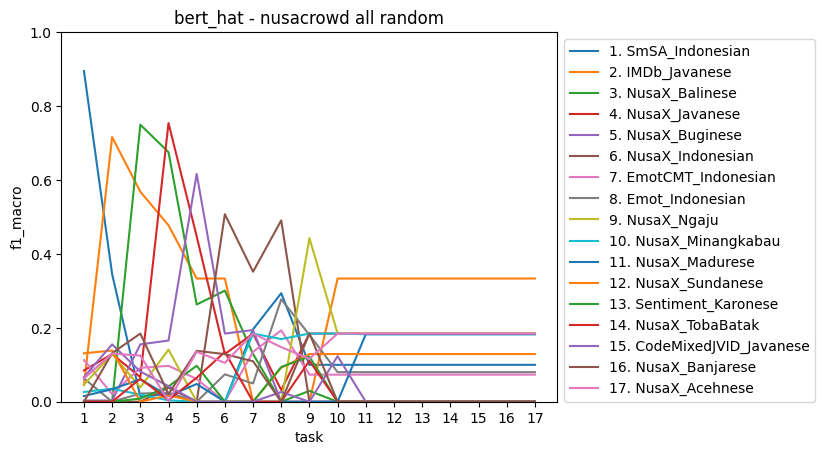 bert_hat - nusacrowd all random
1.0
0.8
0.6
0.4
0.2
0.0
f1_macro
1 2 3 4 5 6 7 8 9 10 11 12 13 14 15 16 17
task
1. SmSA_Indonesian
2. IMDb_Javanese
3. NusaX_Balinese
4. NusaX_Javanese
5. NusaX_Buginese
6. NusaX_Indonesian
7. EmotCMT_Indonesian
8. Emot_Indonesian
9. NusaX_Ngaju
10. NusaX_Minangkabau
11. NusaX_Madurese
12. NusaX_Sundanese
13. Sentiment_Karonese
14. NusaX_TobaBatak
15. CodeMixedJVID_Javanese
16. NusaX_Banjarese
17. NusaX_Acehnese